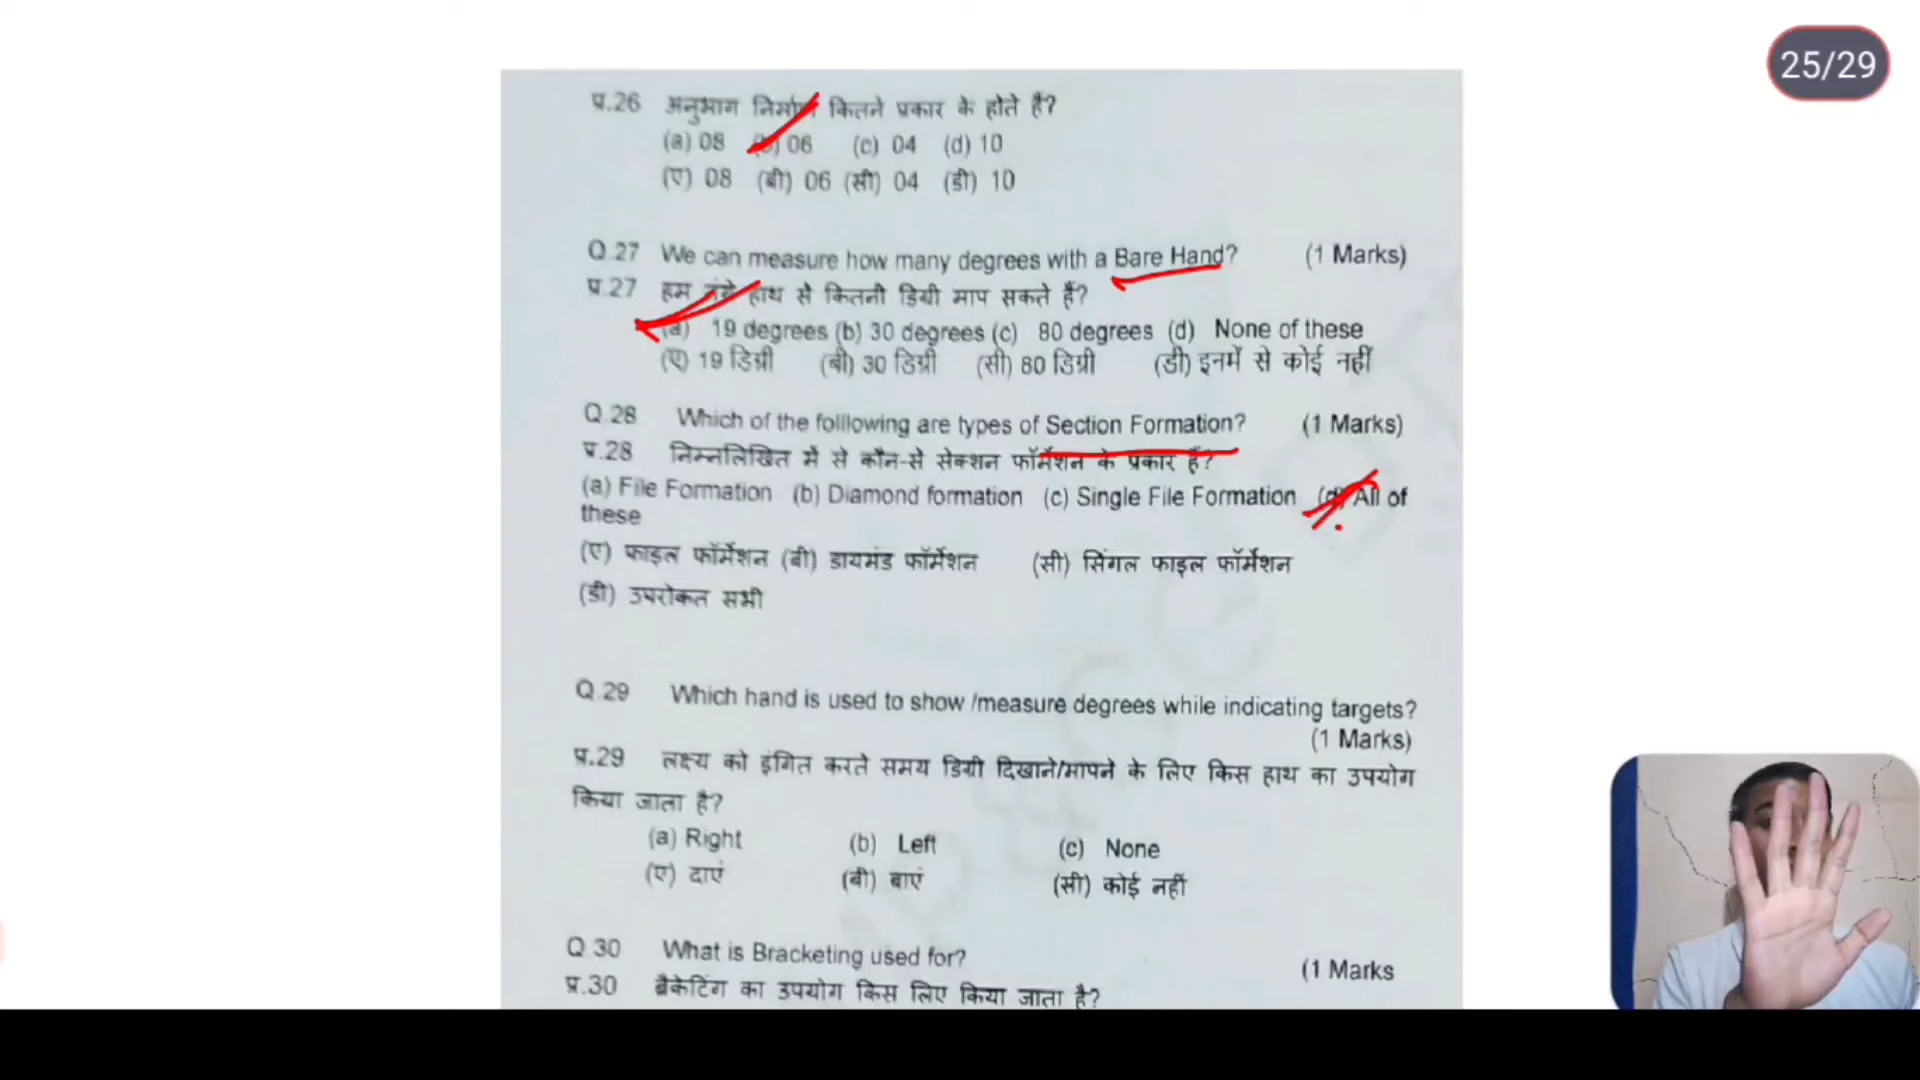 25/29
प्र.26 अनुभाग निर्माण कितने प्रकार के होते हैं?
(a) 08 (b) 06 (c) 04 (d) 10
(ए) 08 (बी) 06 (सी) 04 (डी) 10
Q.27 We can measure how many degrees with a Bare Hand? (1 Marks)
प्र.27 हम नंगे हाथ से कितनी डिग्री माप सकते हैं?
(a) 19 degrees (b) 30 degrees (c) 80 degrees (d) None of these
(ए) 19 डिग्री (बी) 30 डिग्री (सी) 80 डिग्री (डी) इनमें से कोई नहीं
Q.28 Which of the folllowing are types of Section Formation? (1 Marks)
प्र.28 निम्नलिखित में से कौन-से सेक्शन फॉर्मेशन के प्रकार हैं?
(a) File Formation (b) Diamond formation (c) Single File Formation (d) All of
these
(ए) फाइल फॉर्मेशन (बी) डायमंड फॉर्मेशन (सी) सिंगल फाइल फॉर्मेशन
(डी) उपरोकत सभी
Q.29 Which hand is used to show /measure degrees while indicating targets?
(1 Marks)
प्र.29 लक्ष्य को इंगित करते समय डिग्री दिखाने/मापने के लिए किस हाथ का उपयोग
किया जाता है?
(a) Right (b) Left (c) None
(ए) दाएं (बी) बाएं (सी) कोई नहीं
Q.30 What is Bracketing used for? (1 Marks
प्र.30 ब्रैकेटिंग का उपयोग किस लिए किया जाता है?